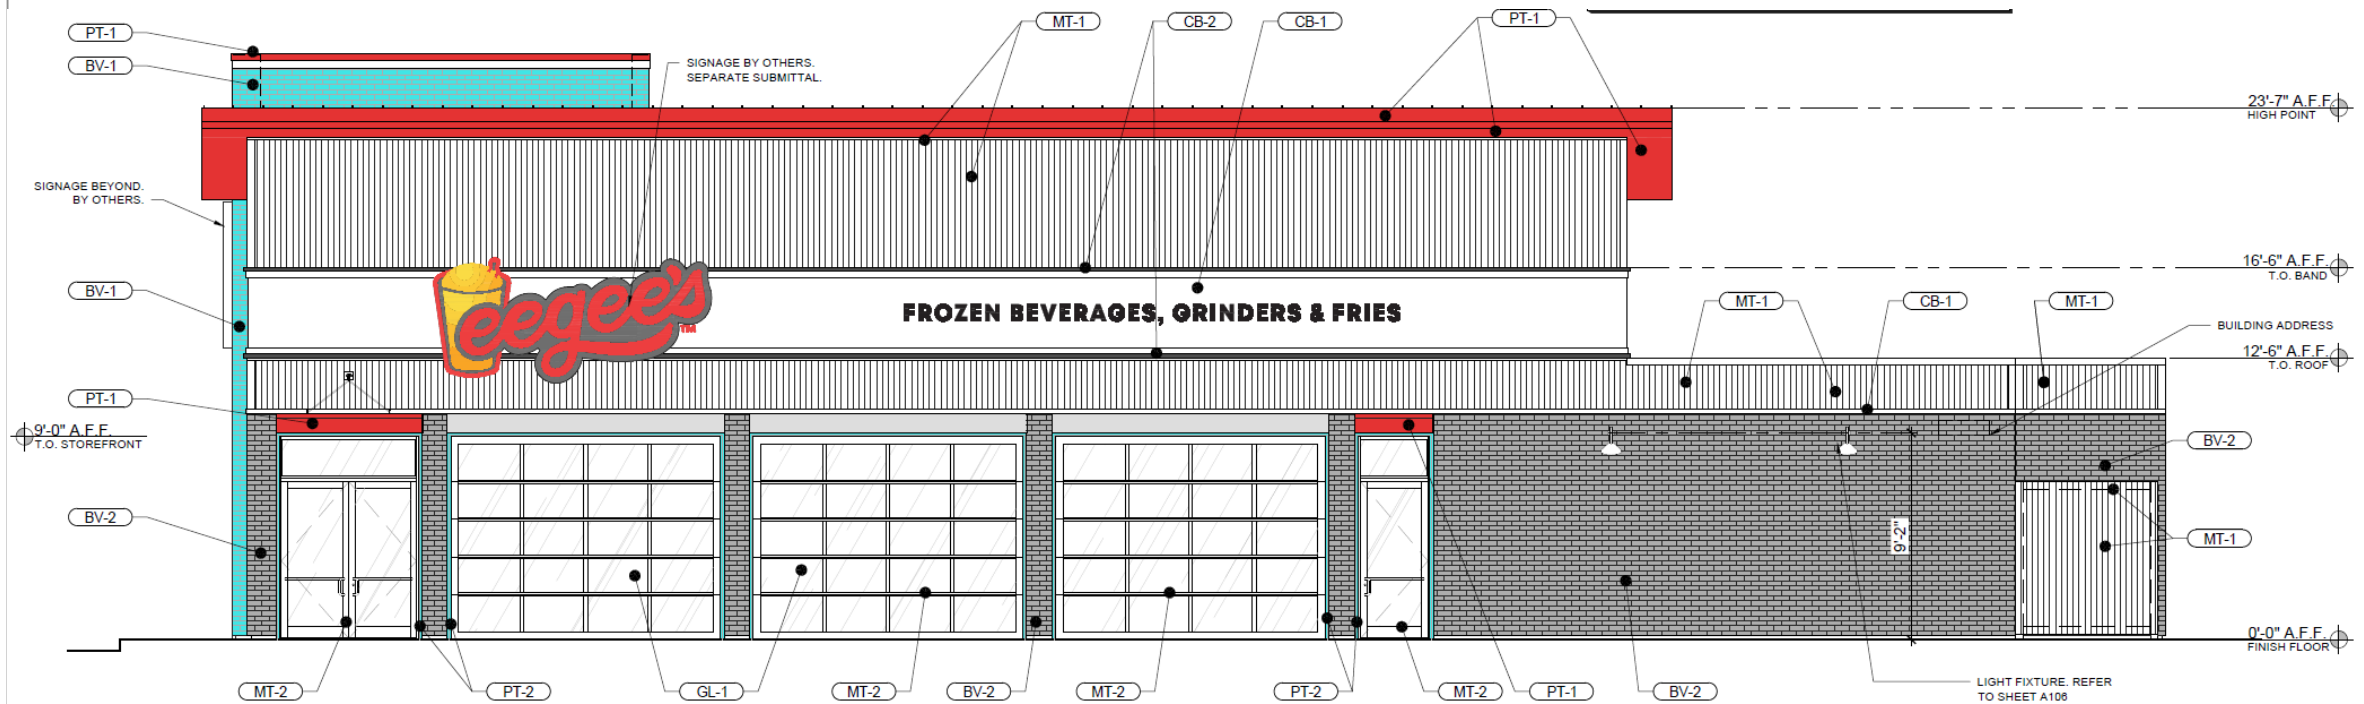 PT-1
BV-1
MT-1
CB-2
CB-1
PT-1
SIGNAGE BY OTHERS.
SEPARATE SUBMITTAL.
23'-7" A.F.F.
HIGH POINT
SIGNAGE BEYOND.
BY OTHERS.
16'-6" A.F.F.
T.O. BAND
BV-1
eegee's
TM
FROZEN BEVERAGES, GRINDERS & FRIES
MT-1
CB-1
MT-1
BUILDING ADDRESS
12'-6" A.F.F.
T.O. ROOF
PT-1
9'-0" A.F.F.
T.O. STOREFRONT
BV-2
BV-2
9'-2"
MT-1
0'-0" A.F.F.
FINISH FLOOR
MT-2
PT-2
GL-1
MT-2
BV-2
MT-2
PT-2
MT-2
PT-1
BV-2
LIGHT FIXTURE. REFER
TO SHEET A106